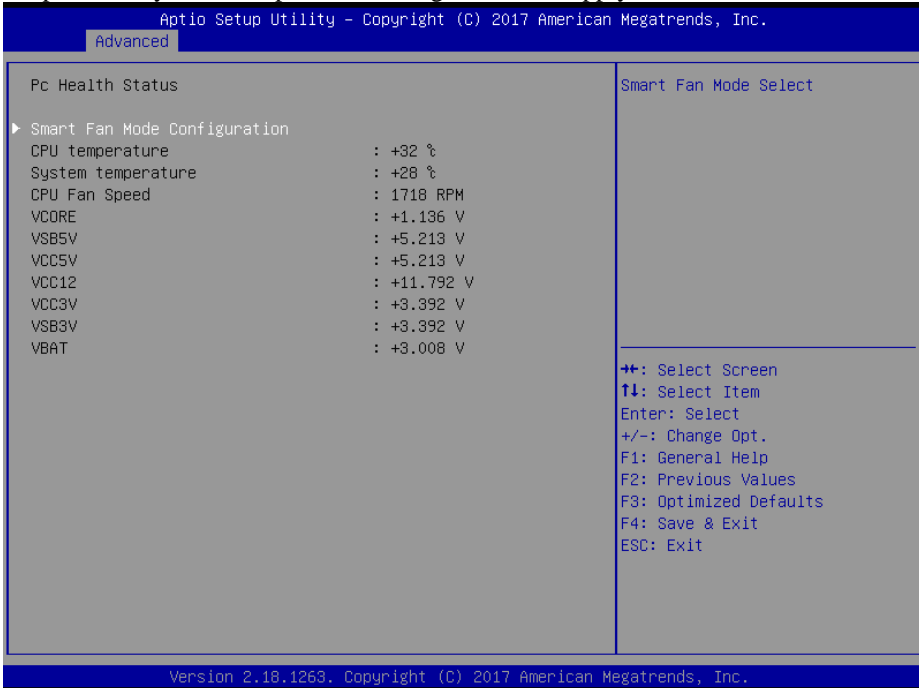 Aptio Setup Utility – Copyright (C) 2017 American Megatrends, Inc.
Advanced
Pc Health Status
Smart Fan Mode Configuration
CPU temperature : +32 ℃
System temperature : +28 ℃
CPU Fan Speed : 1718 RPM
VCORE : +1.136 V
VSB5V : +5.213 V
VCC5V : +5.213 V
VCC12 : +11.792 V
VCC3V : +3.392 V
VSB3V : +3.392 V
VBAT : +3.008 V
Smart Fan Mode Select
→←: Select Screen
↑↓: Select Item
Enter: Select
+/-: Change Opt.
F1: General Help
F2: Previous Values
F3: Optimized Defaults
F4: Save & Exit
ESC: Exit
Version 2.18.1263. Copyright (C) 2017 American Megatrends, Inc.